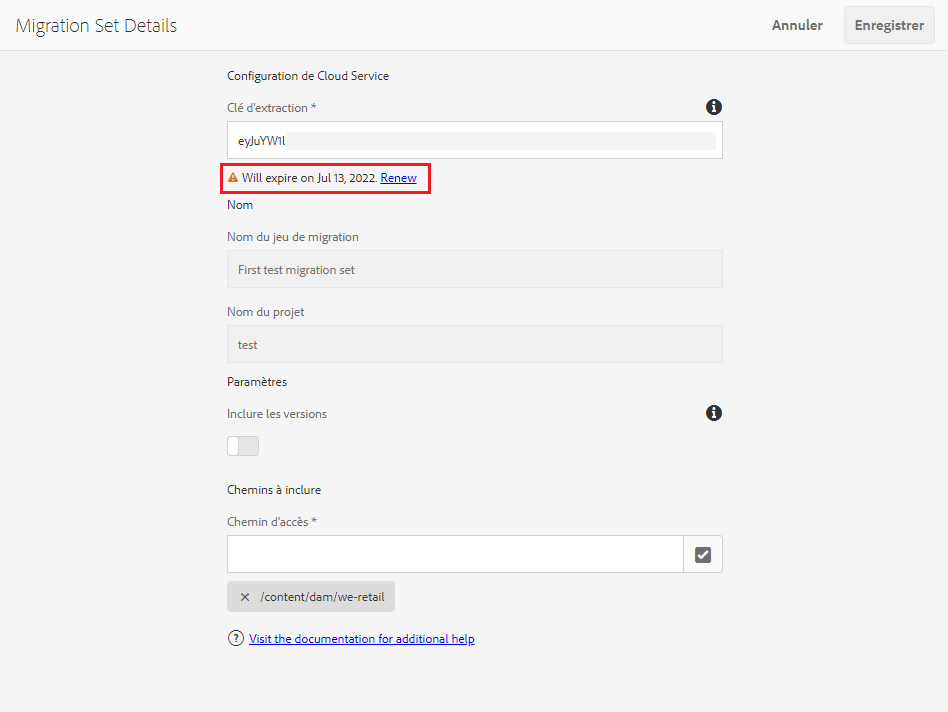 Migration Set Details
Annuler
Enregistrer
Configuration de Cloud Service
Clé d'extraction *
eyJuYW1l
Will expire on Jul 13, 2022. Renew
Nom
Nom du jeu de migration
First test migration set
Nom du projet
test
Paramètres
Inclure les versions
Chemins à inclure
Chemin d'accès *
/content/dam/we-retail
Visit the documentation for additional help